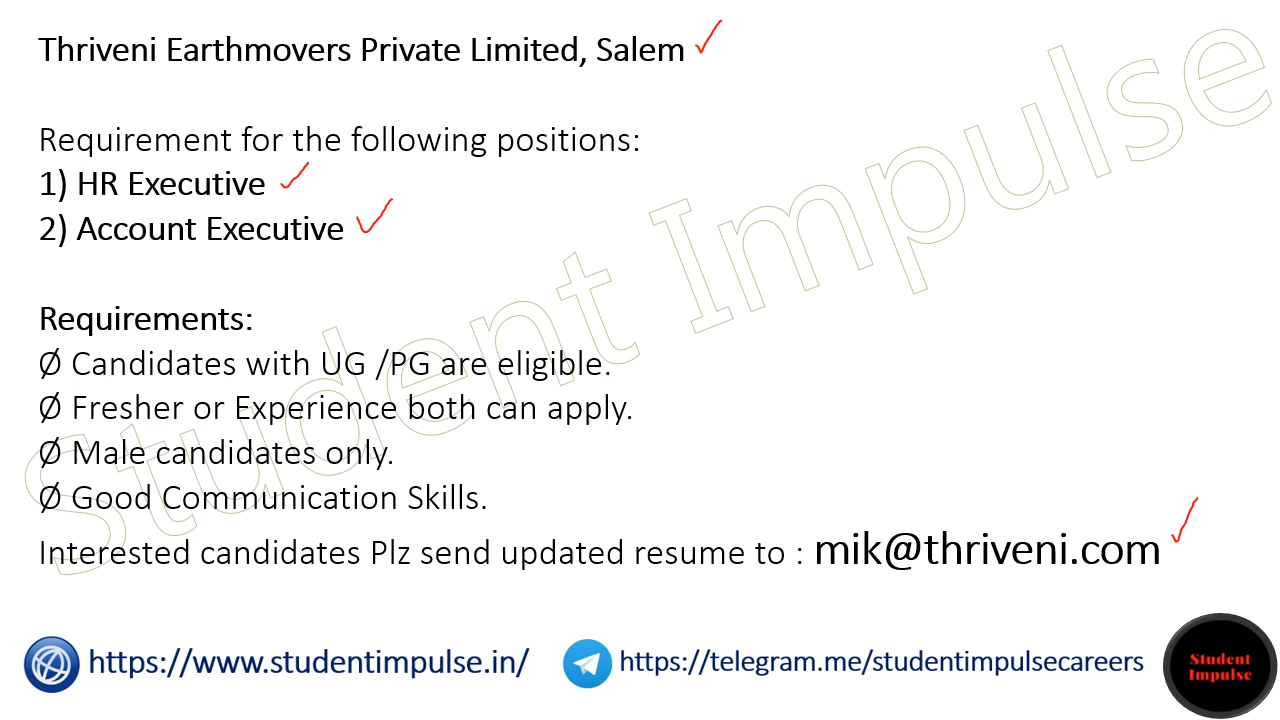 Thriveni Earthmovers Private Limited, Salem
Requirement for the following positions:
1) HR Executive
2) Account Executive
Requirements:
Ø Candidates with UG /PG are eligible.
Ø Fresher or Experience both can apply.
Ø Male candidates only.
Ø Good Communication Skills.
Interested candidates Plz send updated resume to : mik@thriveni.com
Student Impulse
https://www.studentimpulse.in/
https://telegram.me/studentimpulsecareers
Student
Impulse